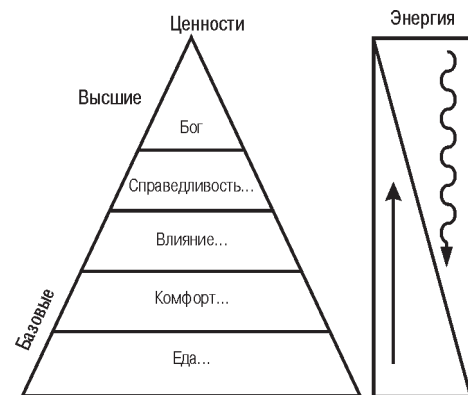 Ценности
Энергия
Высшие
Бог
Справедливость...
Влияние...
Комфорт...
Базовые
Еда...